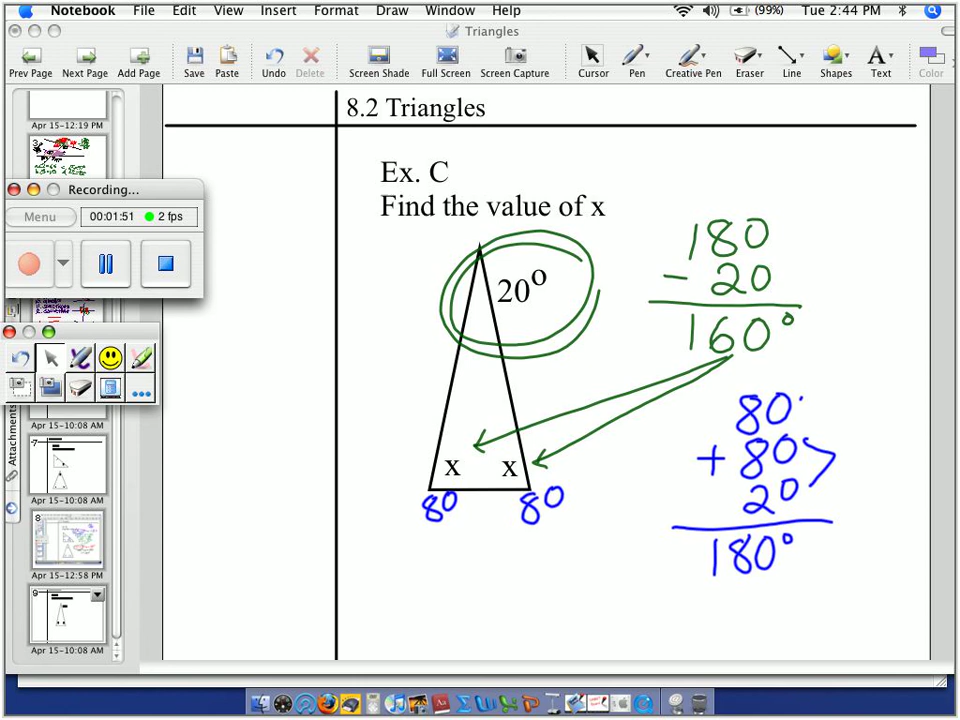 Notebook File Edit View Insert Format Draw Window Help (99%) Tue 2:44 PM
Triangles
Prev Page Next Page Add Page Save Paste Undo Delete Screen Shade Full Screen Screen Capture Cursor Pen Creative Pen Eraser Line Shapes Text Color
Apr 15-12:19 PM
Recording...
Menu 00:01:51 2 fps
Attachments
Apr 15-10:08 AM
7
Apr 15-10:08 AM
8
Apr 15-12:58 PM
9
Apr 15-10:08 AM
8.2 Triangles
Ex. C
Find the value of x
20°
x x
80 80
180
- 20
160°
80
+ 80
20
180°